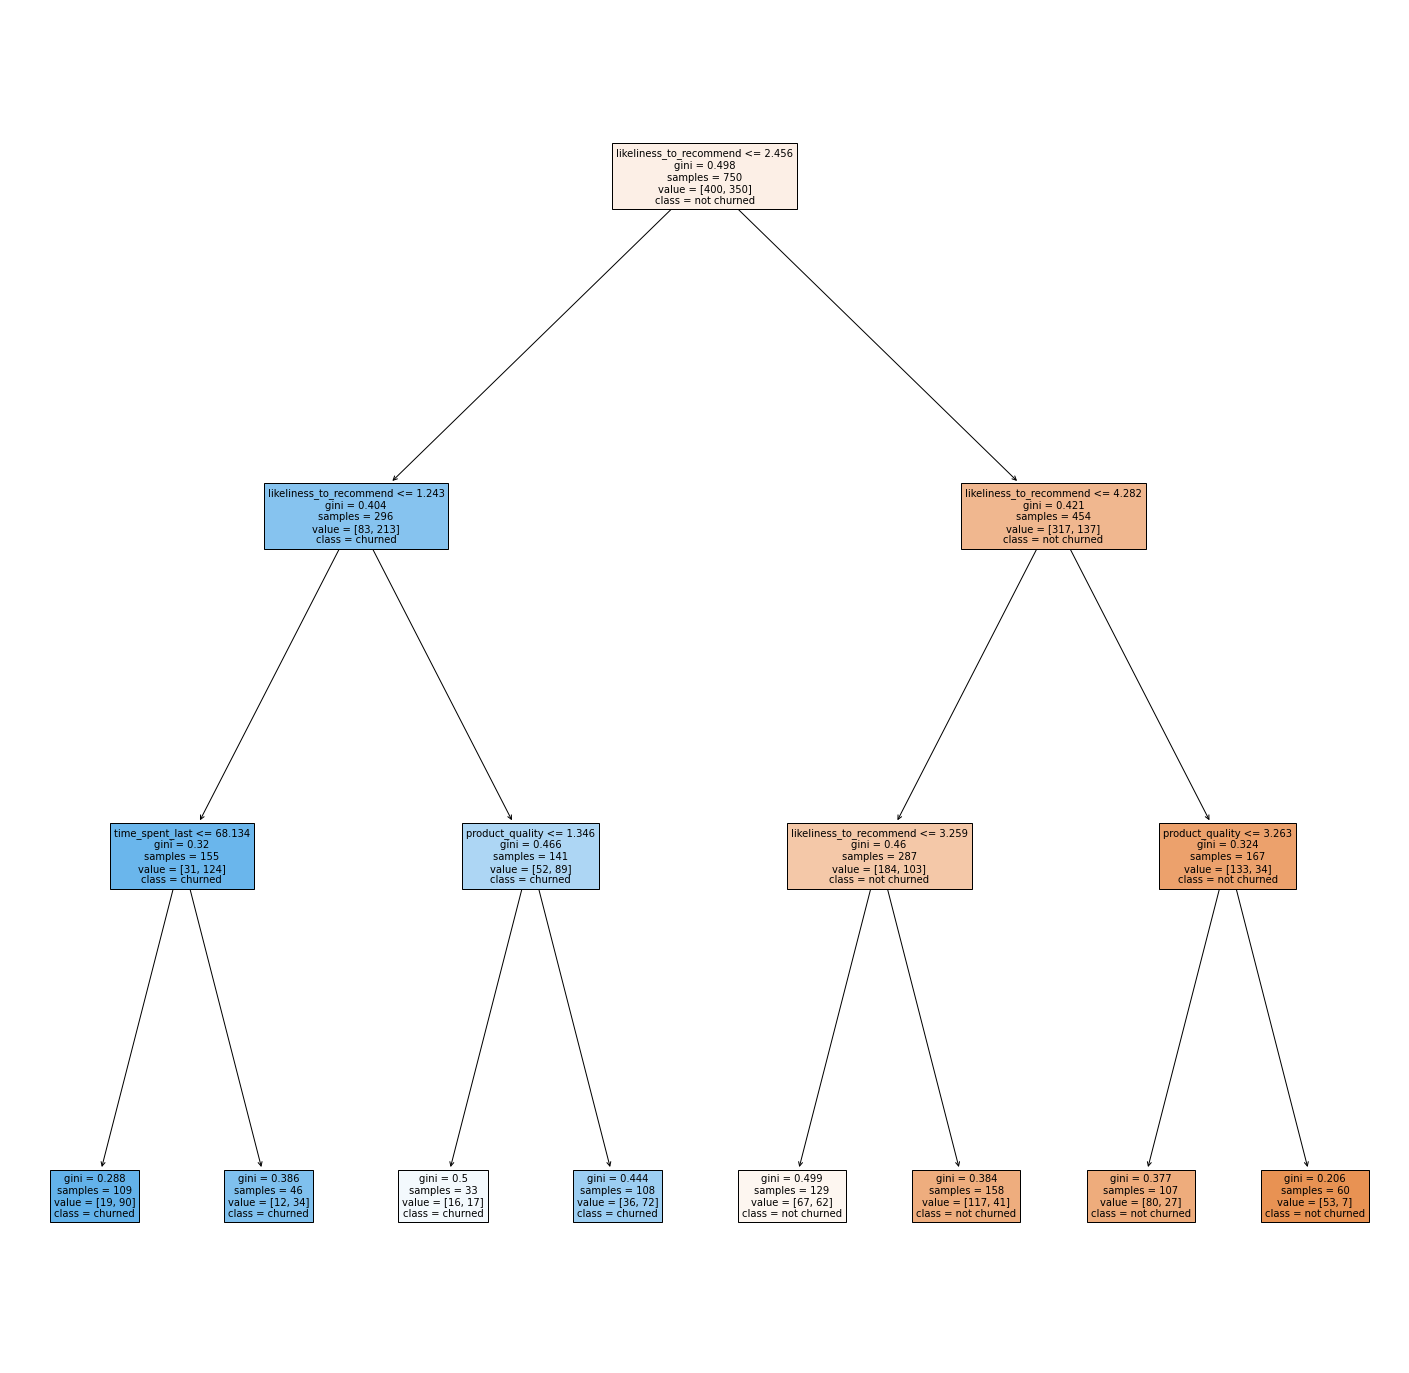 likeliness_to_recommend <= 2.456
gini = 0.498
samples = 750
value = [400, 350]
class = not churned
likeliness_to_recommend <= 1.243
gini = 0.404
samples = 296
value = [83, 213]
class = churned
likeliness_to_recommend <= 4.282
gini = 0.421
samples = 454
value = [317, 137]
class = not churned
time_spent_last <= 68.134
gini = 0.32
samples = 155
value = [31, 124]
class = churned
product_quality <= 1.346
gini = 0.466
samples = 141
value = [52, 89]
class = churned
likeliness_to_recommend <= 3.259
gini = 0.46
samples = 287
value = [184, 103]
class = not churned
product_quality <= 3.263
gini = 0.324
samples = 167
value = [133, 34]
class = not churned
gini = 0.288
samples = 109
value = [19, 90]
class = churned
gini = 0.386
samples = 46
value = [12, 34]
class = churned
gini = 0.5
samples = 33
value = [16, 17]
class = churned
gini = 0.444
samples = 108
value = [36, 72]
class = churned
gini = 0.499
samples = 129
value = [67, 62]
class = not churned
gini = 0.384
samples = 158
value = [117, 41]
class = not churned
gini = 0.377
samples = 107
value = [80, 27]
class = not churned
gini = 0.206
samples = 60
value = [53, 7]
class = not churned